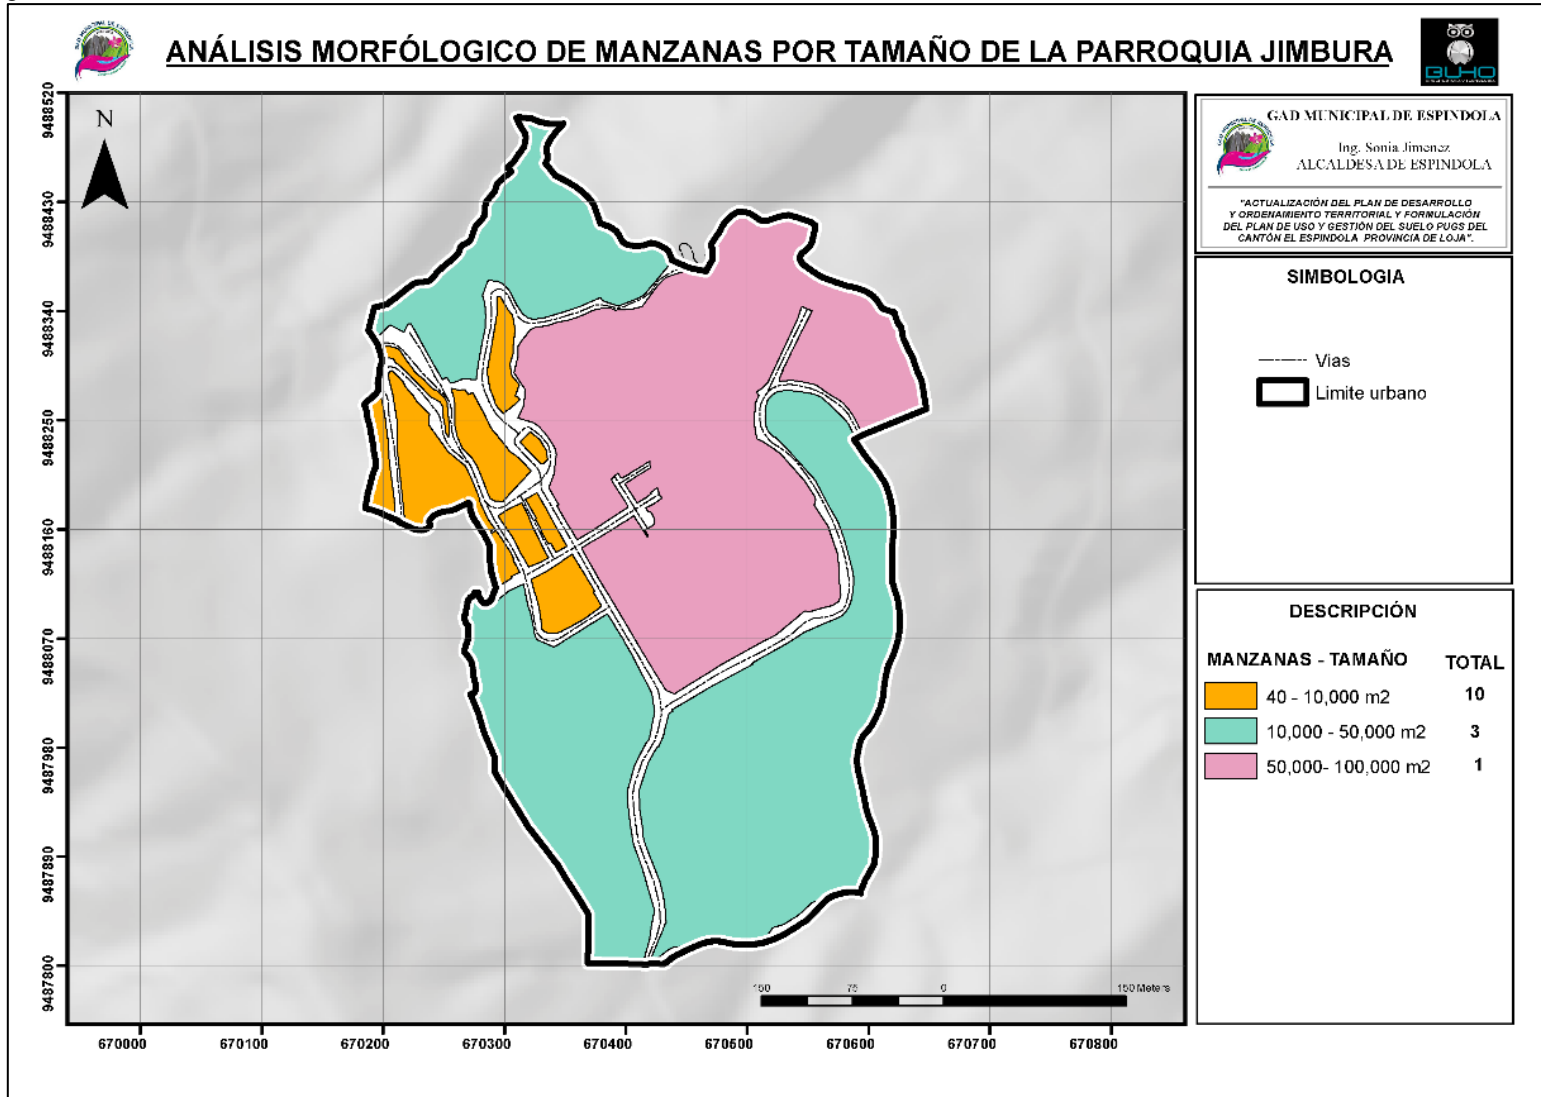 ANÁLISIS MORFÓLOGICO DE MANZANAS POR TAMAÑO DE LA PARROQUIA JIMBURA
BUHO
N
9488520
9488430
9488340
948825
9488160
9488070
9487980
9487890
9487800
670000
670100
670200
670300
670400
670500
670600
670700
670800
150 75 0 150 Meters
GAD MUNICIPAL DE ESPINDOLA
Ing. Sonia Jimenez
ALCALDESA DE ESPINDOLA
"ACTUALIZACIÓN DEL PLAN DE DESARROLLO
Y ORDENAMIENTO TERRITORIAL Y FORMULACIÓN
DEL PLAN DE USO Y GESTIÓN DEL SUELO PUGS DEL
CANTÓN EL ESPINDOLA PROVINCIA DE LOJA".
SIMBOLOGIA
Vias
Limite urbano
DESCRIPCIÓN
MANZANAS - TAMAÑO TOTAL
40 - 10,000 m2 10
10,000 - 50,000 m2 3
50,000- 100,000 m2 1